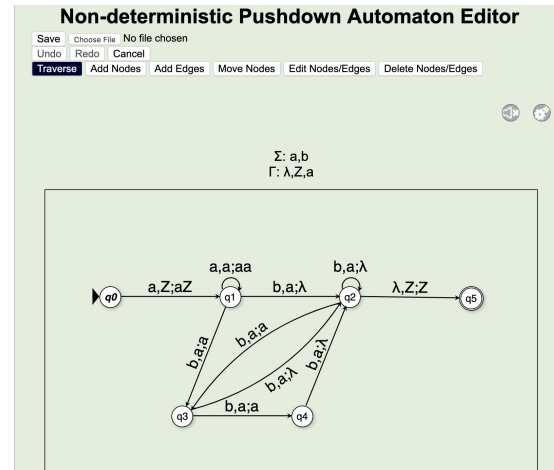 Non-deterministic Pushdown Automaton Editor
Save Choose File No file chosen
Undo Redo Cancel
Traverse Add Nodes Add Edges Move Nodes Edit Nodes/Edges Delete Nodes/Edges
Σ: a,b
Γ: λ,Z,a
a,a;aa b,a;λ
q0 a,Z;aZ q1 b,a;λ q2 λ,Z;Z q5
b,a;a b,a;a b,a;λ b,a;λ
q3 b,a;a q4